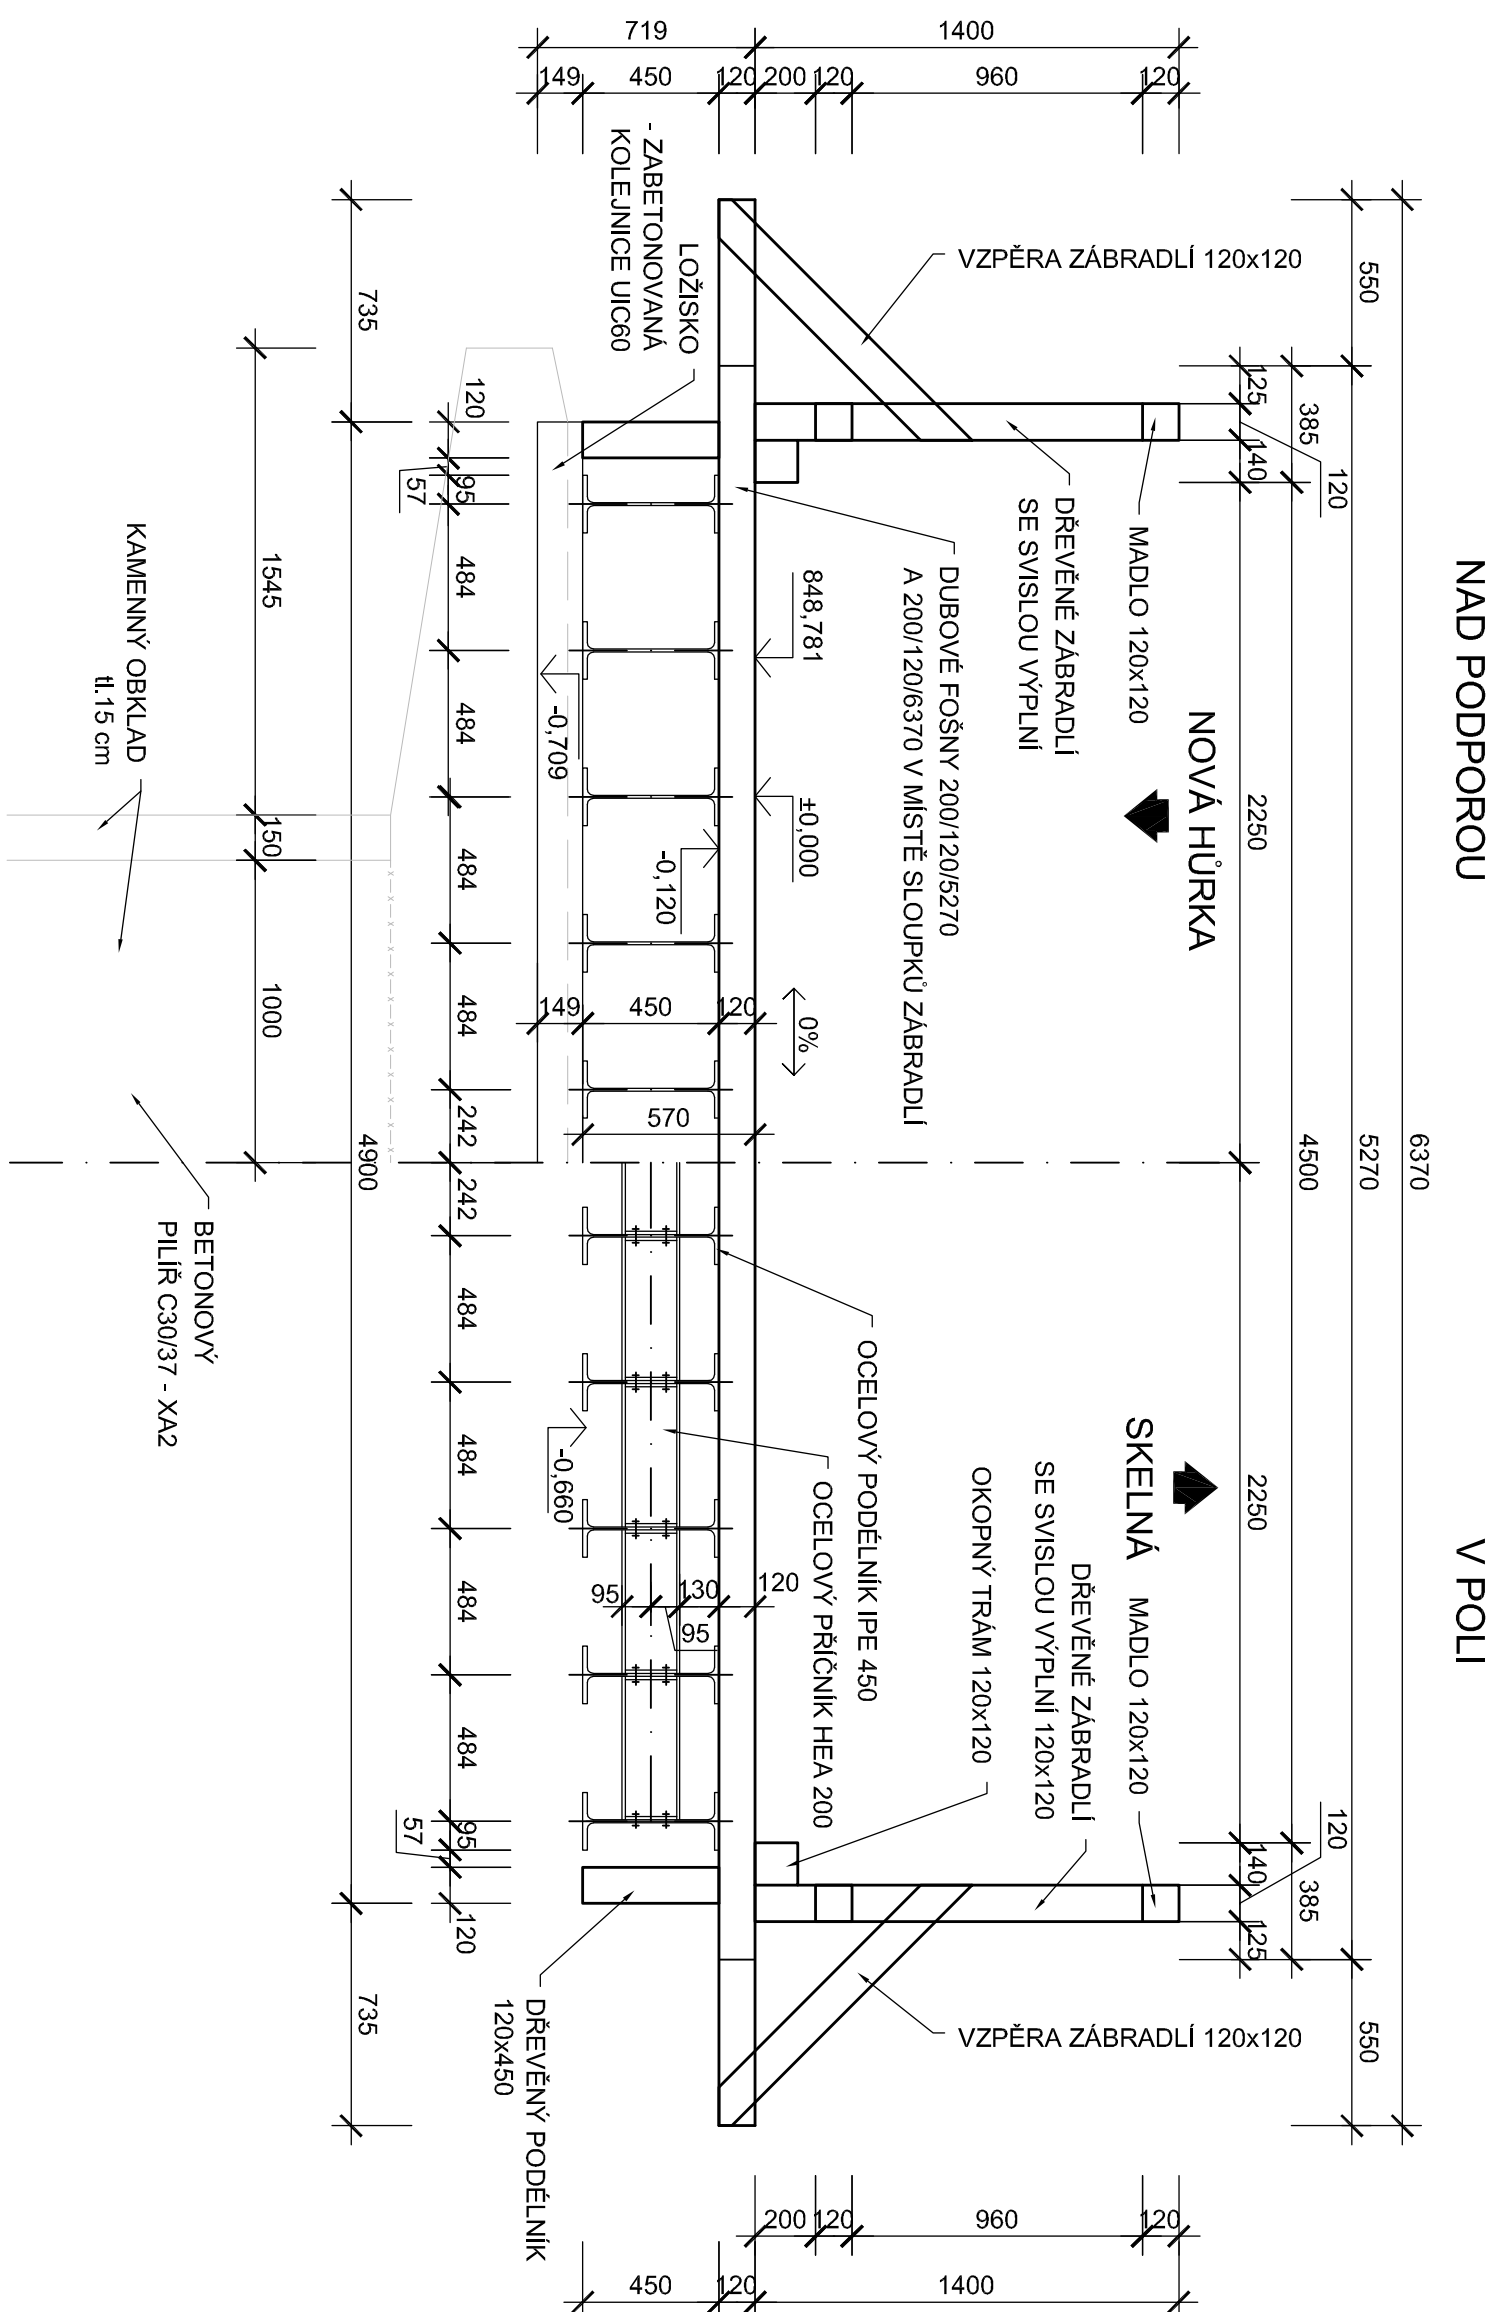 NAD PODPOROU
V POLI
6370
550
5270
550
385
4500
385
120
120
125
140
2250
2250
140
125
NOVÁ HŮRKA
SKELNÁ
VZPĚRA ZÁBRADLÍ 120x120
MADLO 120x120
DŘEVĚNÉ ZÁBRADLÍ
SE SVISLOU VÝPLNÍ
DUBOVÉ FOŠNY 200/120/5270
A 200/120/6370 V MÍSTĚ SLOUPKŮ ZÁBRADLÍ
MADLO 120x120
DŘEVĚNÉ ZÁBRADLÍ
SE SVISLOU VÝPLNÍ 120x120
OKOPNÝ TRÁM 120x120
VZPĚRA ZÁBRADLÍ 120x120
OCELOVÝ PODÉLNÍK IPE 450
OCELOVÝ PŘÍČNÍK HEA 200
1400
719
120
960
120
200
120
450
149
120
960
120
200
1400
120
450
848,781
±0,000
0%
-0,120
-0,709
-0,660
LOŽISKO
- ZABETONOVANÁ
KOLEJNICE UIC60
120
450
149
570
120
130
95
95
DŘEVĚNÝ PODÉLNÍK
120x450
120
57
95
484
484
484
484
242
242
484
484
484
484
95
57
120
735
4900
735
1545
150
1000
KAMENNÝ OBKLAD
tl.15 cm
BETONOVÝ
PILÍŘ C30/37 - XA2